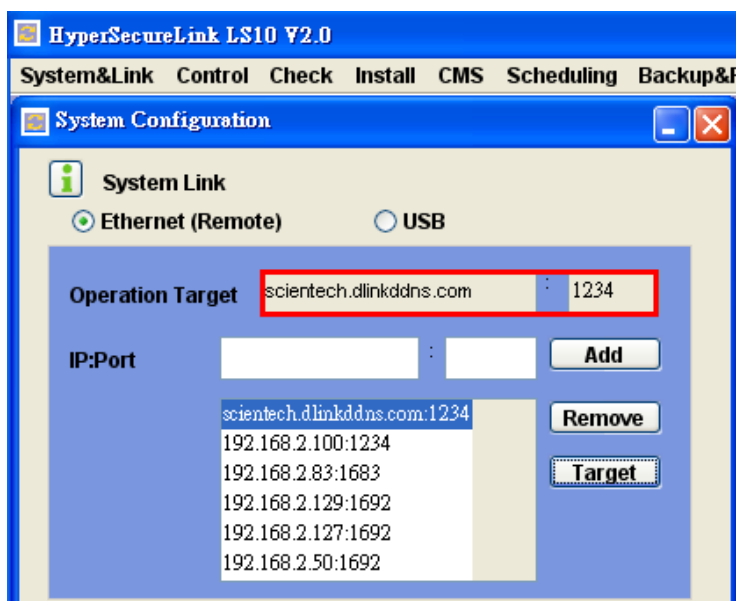 HyperSecureLink LS10 V2.0
System&Link Control Check Install CMS Scheduling Backup&
System Configuration
System Link
Ethernet (Remote) USB
Operation Target scientech.dlinkddns.com : 1234
IP:Port : Add
scientech.dlinkddns.com:1234 Remove
192.168.2.100:1234
192.168.2.83:1683 Target
192.168.2.129:1692
192.168.2.127:1692
192.168.2.50:1692